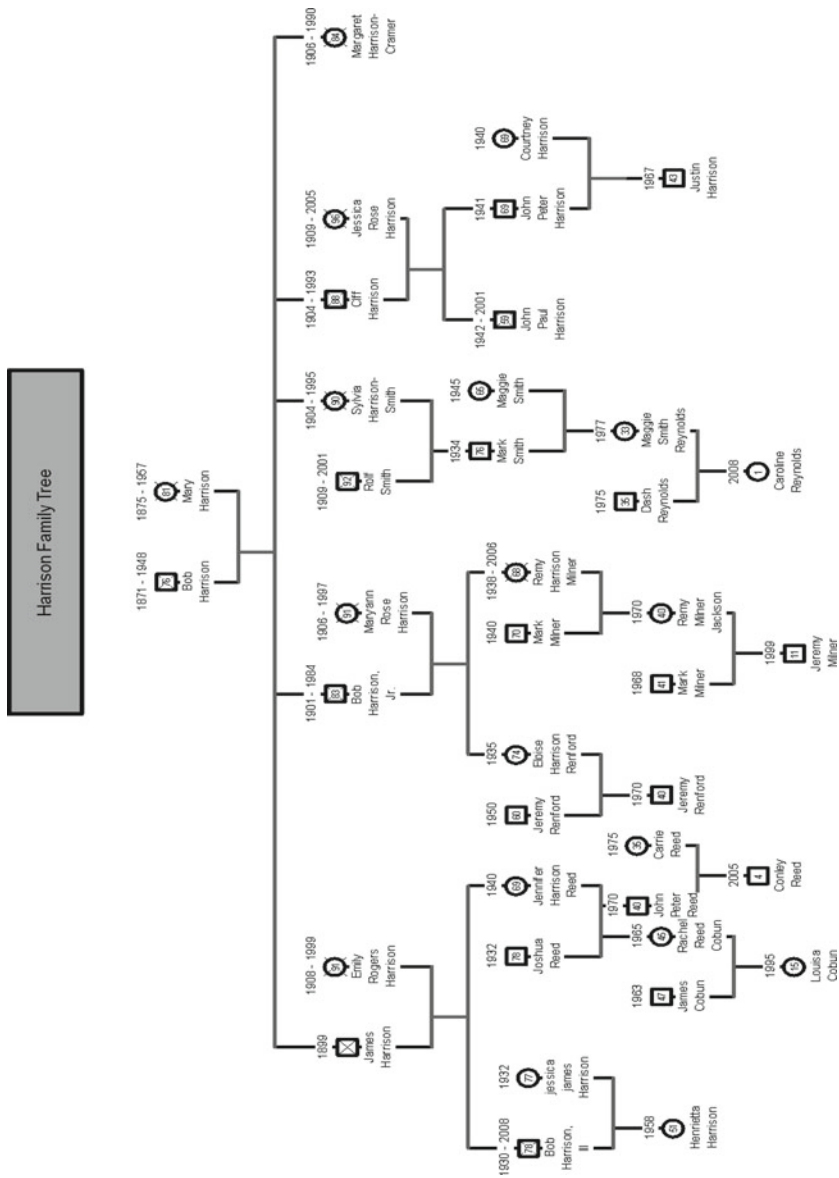 Harrison Family Tree
1871 - 1948
76
Bob
Harrison
1875 - 1957
81
Mary
Harrison
1899
James
Harrison
1908 - 1999
91
Emily
Rogers
Harrison
1901 - 1984
83
Bob
Harrison,
Jr.
1906 - 1997
91
Maryann
Rose
Harrison
1909 - 2001
92
Rolf
Smith
1904 - 1995
90
Sylvia
Harrison-
Smith
1904 - 1993
88
Cliff
Harrison
1909 - 2005
96
Jessica
Rose
Harrison
1906 - 1990
84
Margaret
Harrison-
Cramer
1930 - 2008
78
Bob
Harrison,
III
1932
77
jessica
james
Harrison
1932
78
Joshua
Reed
1940
69
Jennifer
Harrison
Reed
1950
60
Jeremy
Renford
1935
74
Eloise
Harrison
Renford
1940
70
Mark
Milner
1938 - 2006
68
Remy
Harrison
Milner
1934
76
Mark
Smith
1945
65
Maggie
Smith
1942 - 2001
59
John
Paul
Harrison
1941
69
John
Peter
Harrison
1940
69
Courtney
Harrison
1958
51
Henrietta
Harrison
1963
47
James
Cobun
1965
45
Rachel
Reed
Cobun
1970
40
John
Peter
Reed
1975
35
Carrie
Reed
1970
40
Jeremy
Renford
1968
41
Mark
Milner
1970
40
Remy
Milner
Jackson
1975
35
Dash
Reynolds
1977
33
Maggie
Smith
Reynolds
1967
43
Justin
Harrison
1995
15
Louisa
Cobun
2005
4
Conley
Reed
1999
11
Jeremy
Milner
2008
1
Caroline
Reynolds